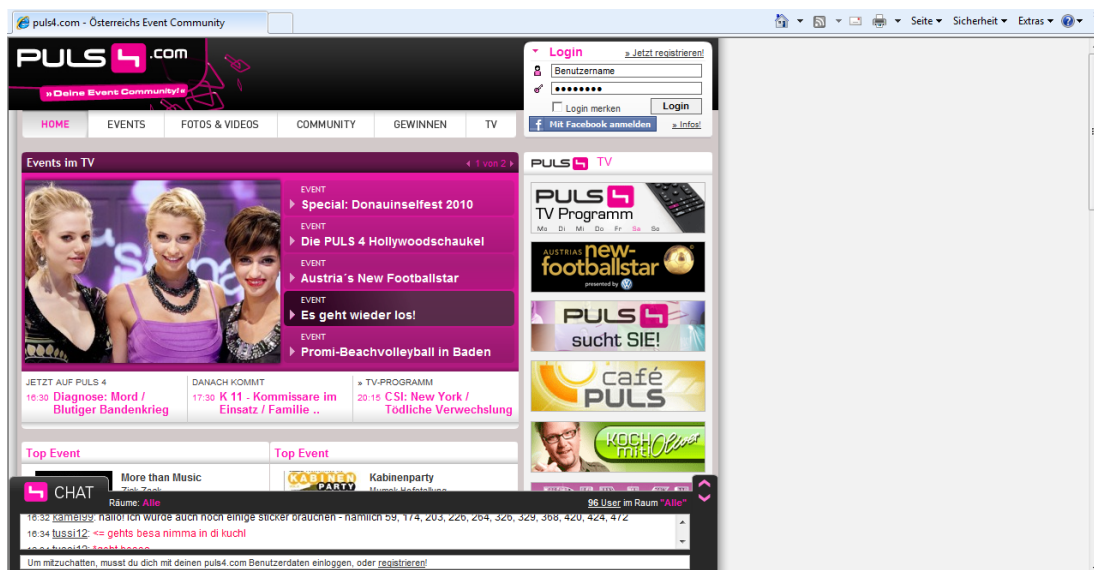 puls4.com - Österreichs Event Community
Seite Sicherheit Extras
PULS 4 .com
» Deine Event Community! «
Login » Jetzt registrieren!
Benutzername
Login merken Login
Mit Facebook anmelden » Infos!
HOME EVENTS FOTOS & VIDEOS COMMUNITY GEWINNEN TV
Events im TV 1 von 2
EVENT
Special: Donauinselfest 2010
EVENT
Die PULS 4 Hollywoodschaukel
EVENT
Austria´s New Footballstar
EVENT
Es geht wieder los!
EVENT
Promi-Beachvolleyball in Baden
JETZT AUF PULS 4
16:30 Diagnose: Mord /
Blutiger Bandenkrieg
DANACH KOMMT
17:30 K 11 - Kommissare im
Einsatz / Familie ..
» TV-PROGRAMM
20:15 CSI: New York /
Tödliche Verwechslung
PULS 4 TV
PULS 4
TV Programm
Mo Di Mi Do Fr Sa So
AUSTRIAS new-
footballstar
presented by
PULS 4
sucht SIE!
café
PULS
KOCH
mit Oliver
Top Event
More than Music
Top Event
KABINEN
PARTY
Kabinenparty
CHAT
Räume: Alle 96 User im Raum "Alle"
16:32 kamel99: hallo! ich würde auch noch einige sticker brauchen - nämlich 59, 174, 203, 226, 264, 326, 329, 368, 420, 424, 472
16:34 tussi12: <= gehts besa nimma in di kuchl
Um mitzuchatten, musst du dich mit deinen puls4.com Benutzerdaten einloggen, oder registrieren!